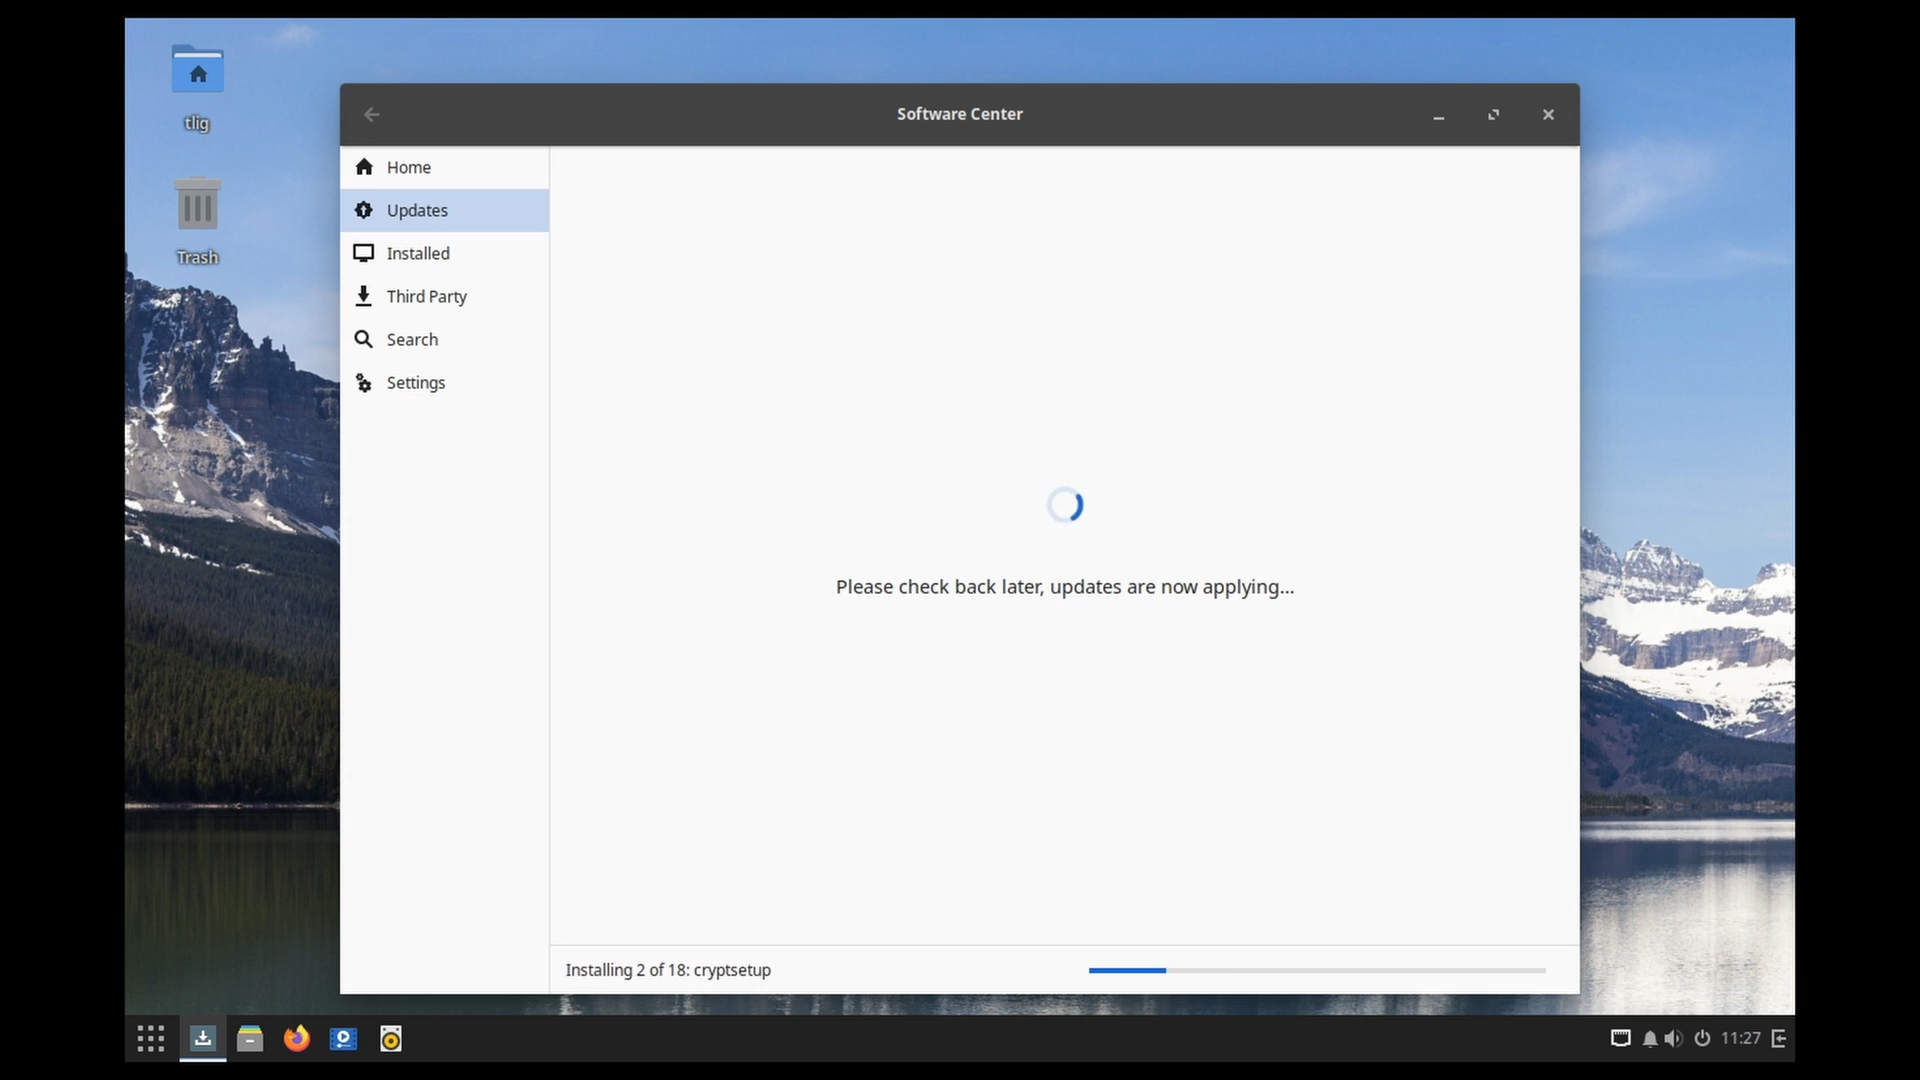 tlig
Trash
Software Center
Home
Updates
Installed
Third Party
Search
Settings
Please check back later, updates are now applying...
Installing 2 of 18: cryptsetup
11:27